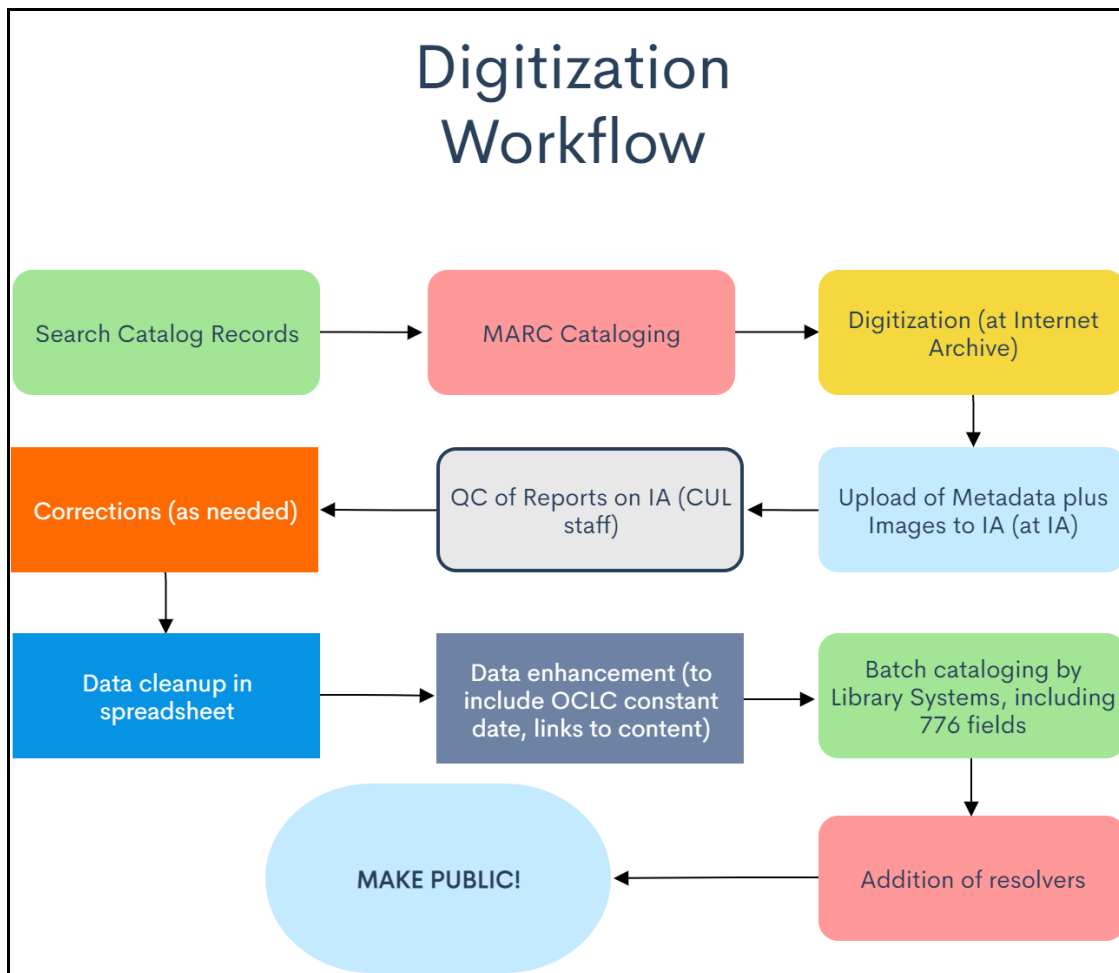 Digitization
Workflow
Search Catalog Records
MARC Cataloging
Digitization (at Internet
Archive)
Upload of Metadata plus
Images to IA (at IA)
QC of Reports on IA (CUL
staff)
Corrections (as needed)
Data cleanup in
spreadsheet
Data enhancement (to
include OCLC constant
date, links to content)
Batch cataloging by
Library Systems, including
776 fields
Addition of resolvers
MAKE PUBLIC!